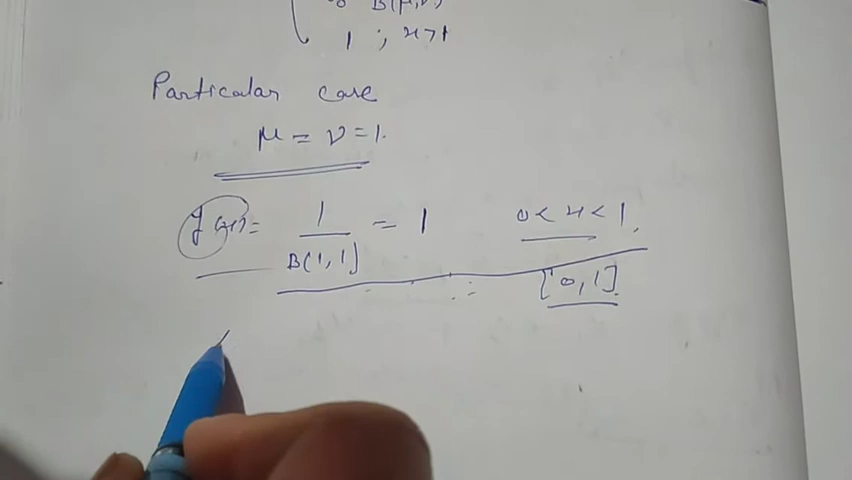 B(μ,ν)
1 ; x>1
Particular case
μ = ν = 1.
f(x) = 1 / B(1,1) = 1 0 < x < 1,
∴ [0,1].